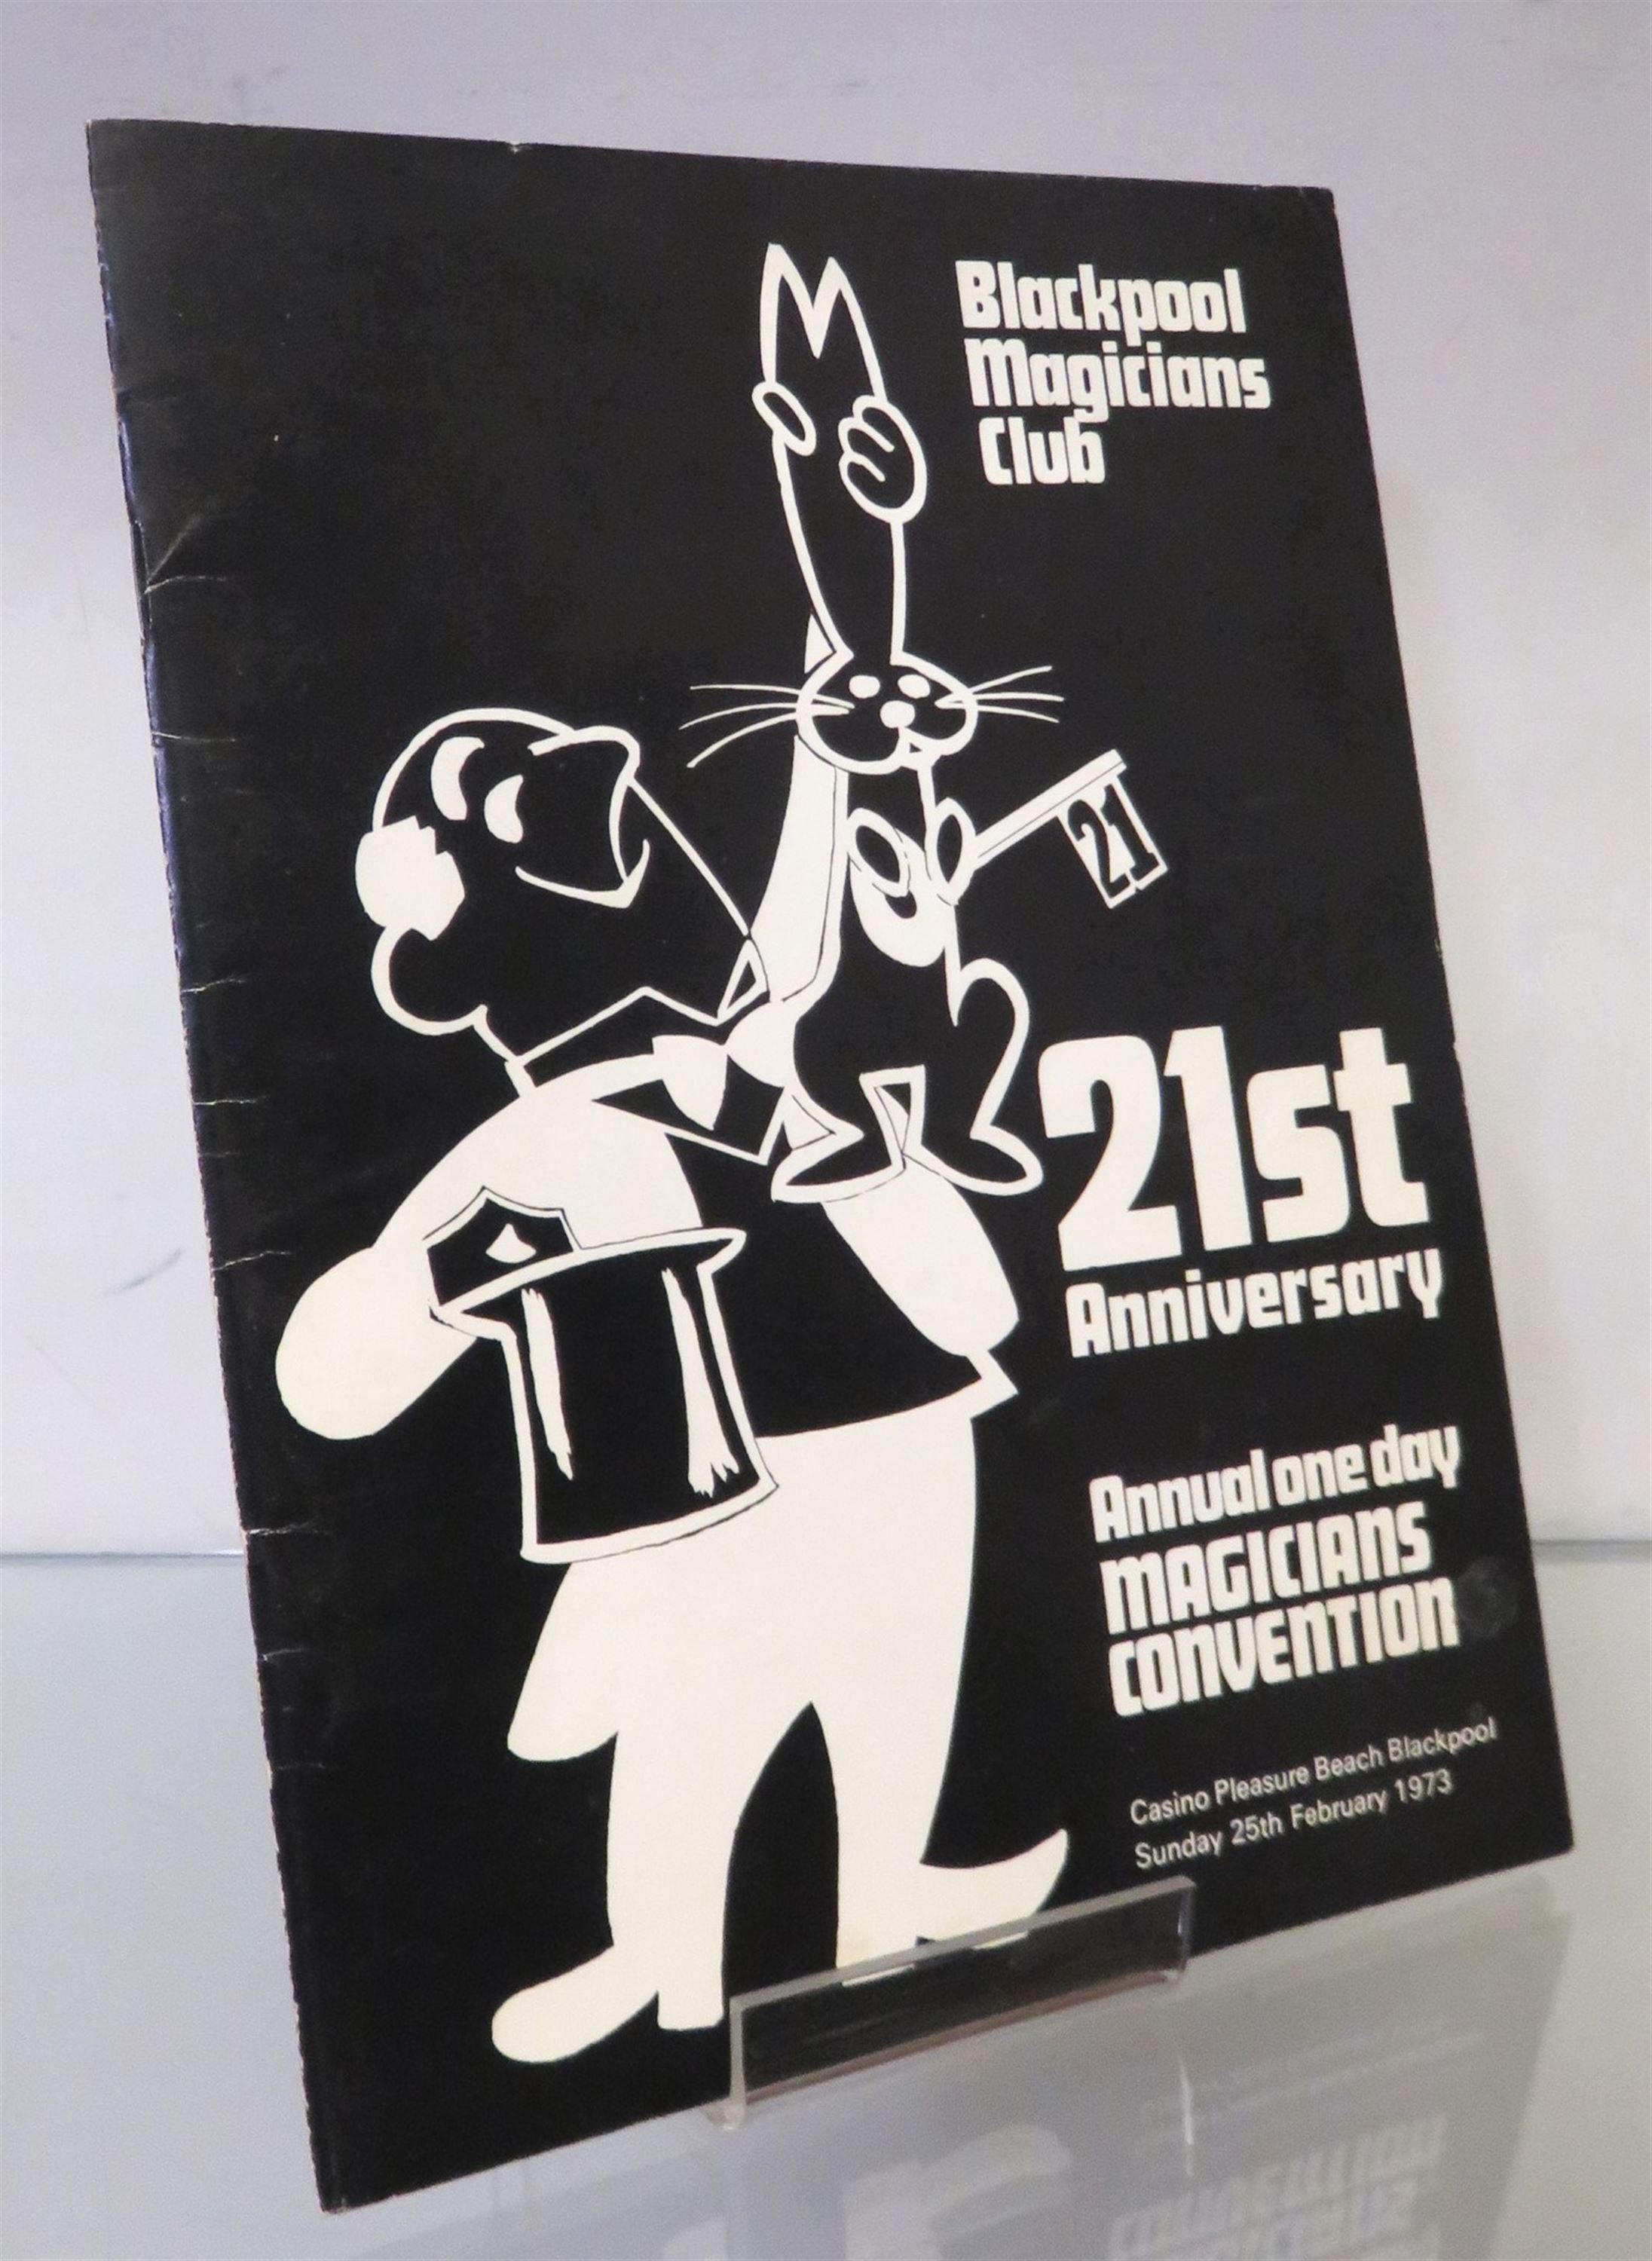 Blackpool
Magicians
Club
21
21st
Anniversary
Annual one day
MAGICIANS
CONVENTION
Casino Pleasure Beach Blackpool
Sunday 25th February 1973